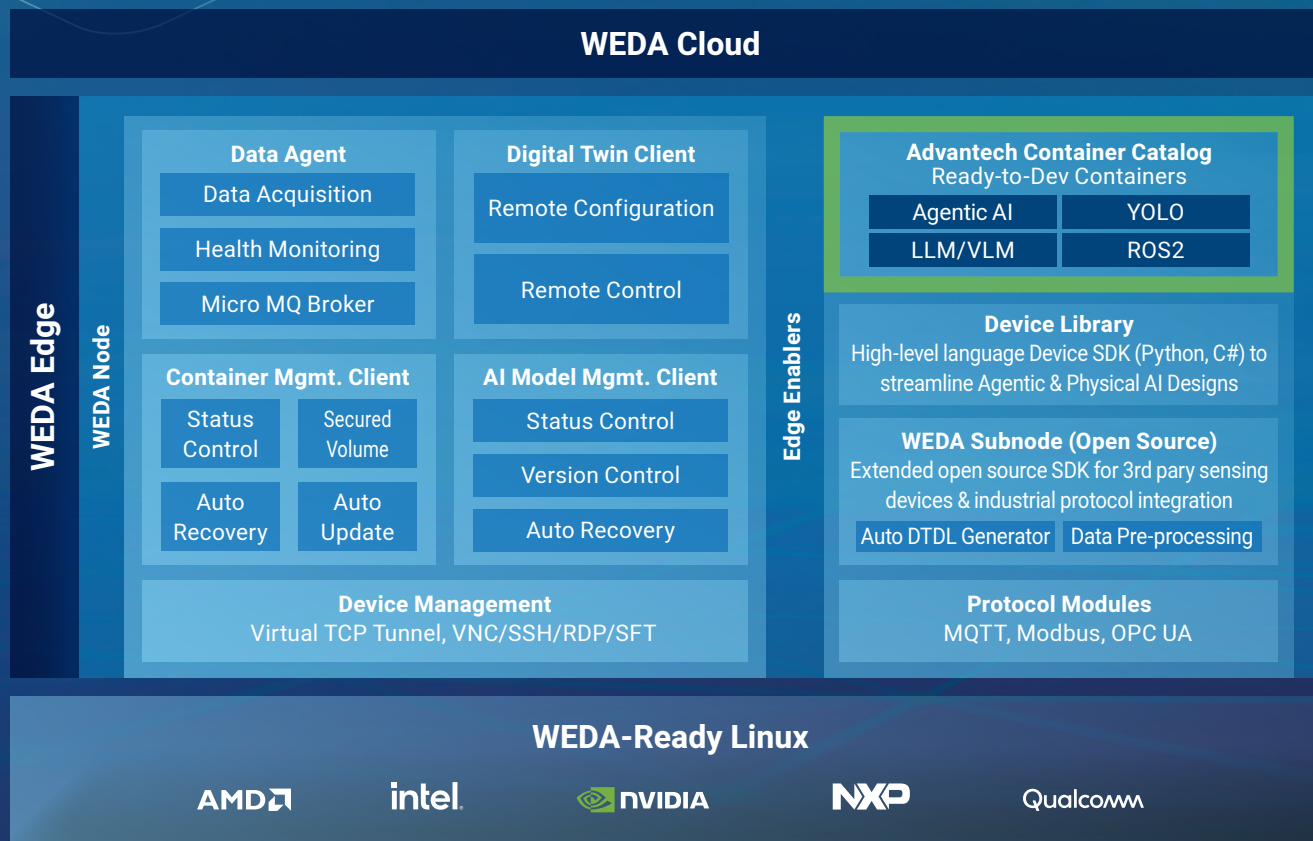 WEDA Cloud
WEDA Edge
WEDA Node
Data Agent
Data Acquisition
Health Monitoring
Micro MQ Broker
Digital Twin Client
Remote Configuration
Remote Control
Container Mgmt. Client
Status
Control
Secured
Volume
Auto
Recovery
Auto
Update
AI Model Mgmt. Client
Status Control
Version Control
Auto Recovery
Device Management
Virtual TCP Tunnel, VNC/SSH/RDP/SFT
Edge Enablers
Advantech Container Catalog
Ready-to-Dev Containers
Agentic AI
YOLO
LLM/VLM
ROS2
Device Library
High-level language Device SDK (Python, C#) to
streamline Agentic & Physical AI Designs
WEDA Subnode (Open Source)
Extended open source SDK for 3rd pary sensing
devices & industrial protocol integration
Auto DTDL Generator
Data Pre-processing
Protocol Modules
MQTT, Modbus, OPC UA
WEDA-Ready Linux
AMD
intel.
NVIDIA
NXP
Qualcomm